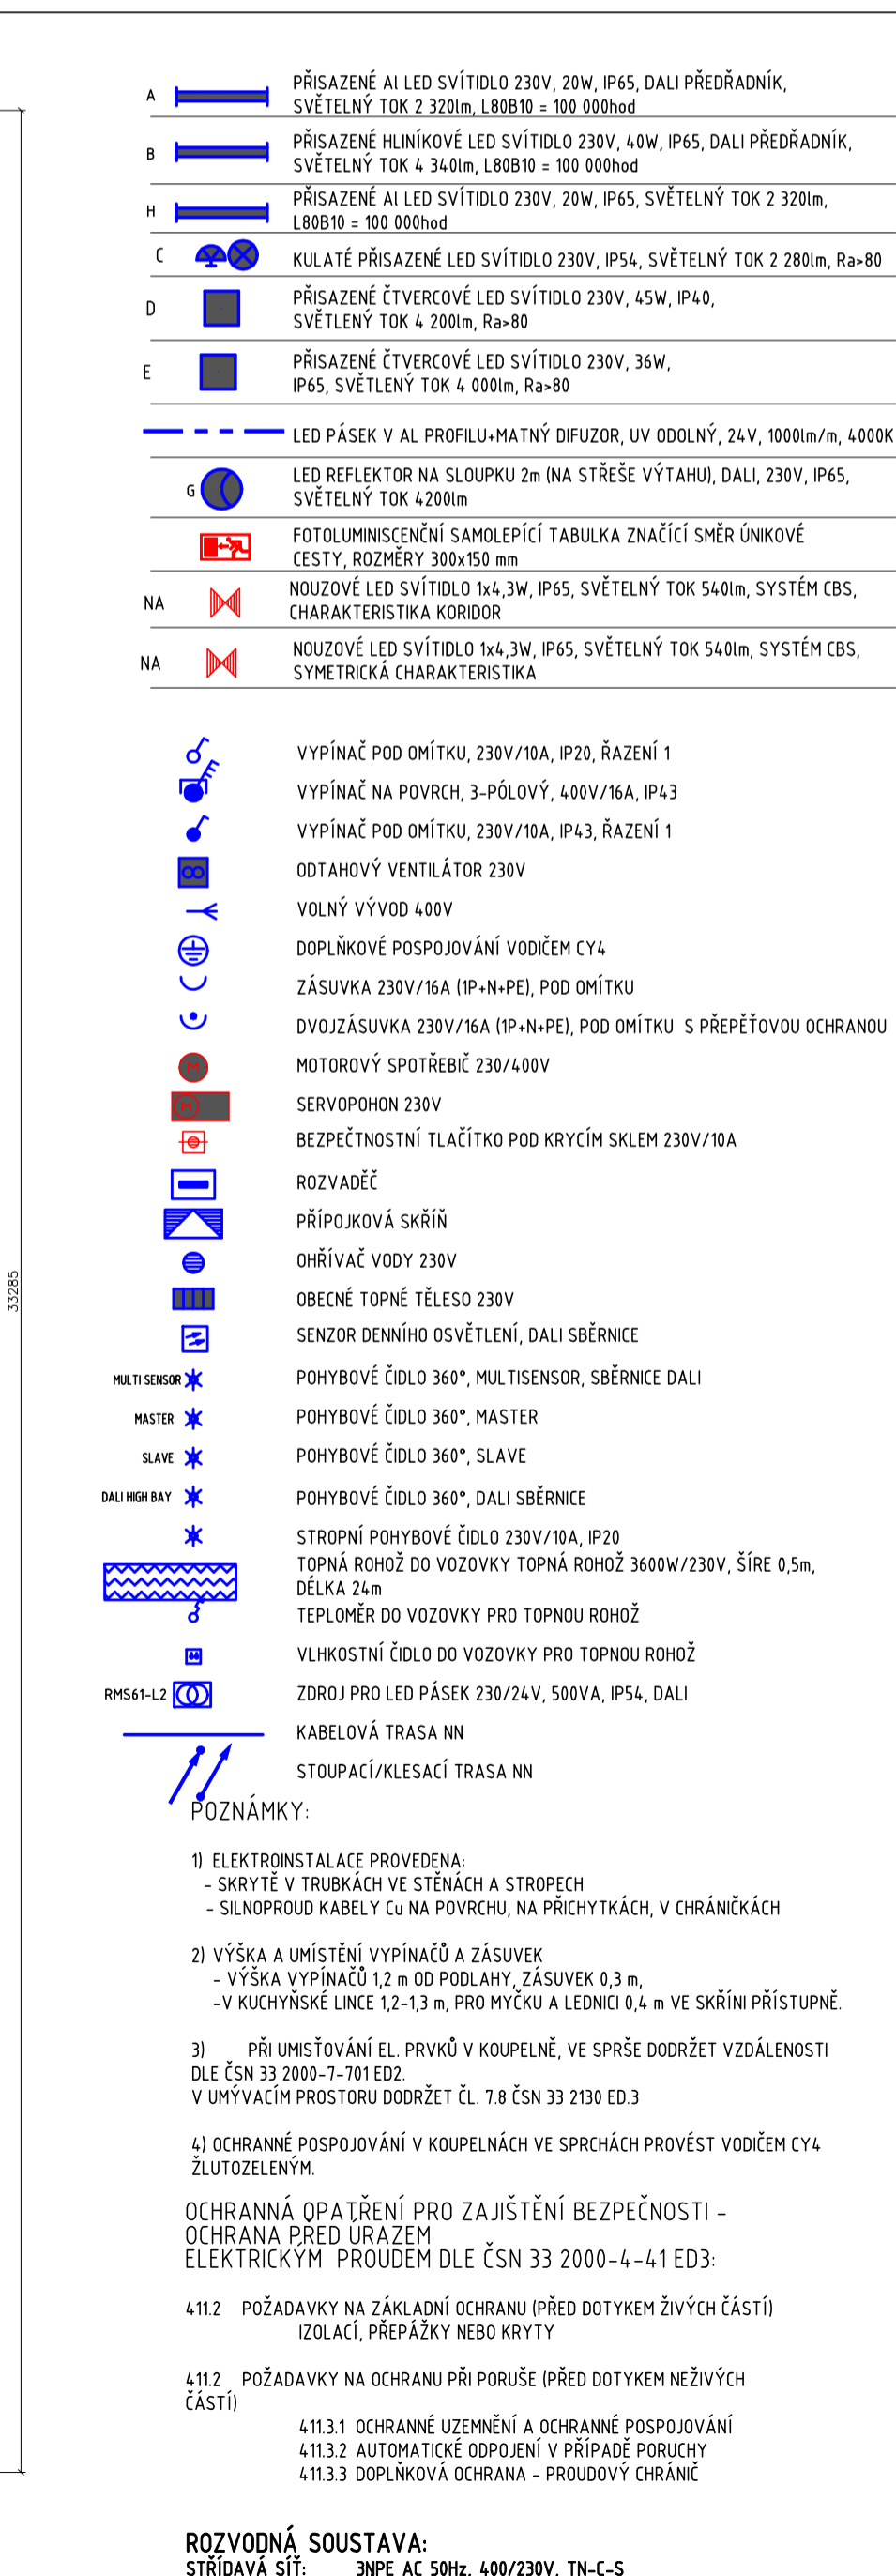 A PŘISAZENÉ Al LED SVÍTIDLO 230V, 20W, IP65, DALI PŘEDŘADNÍK,
SVĚTELNÝ TOK 2 320lm, L80B10 = 100 000hod
B PŘISAZENÉ HLINÍKOVÉ LED SVÍTIDLO 230V, 40W, IP65, DALI PŘEDŘADNÍK,
SVĚTELNÝ TOK 4 340lm, L80B10 = 100 000hod
H PŘISAZENÉ Al LED SVÍTIDLO 230V, 20W, IP65, SVĚTELNÝ TOK 2 320lm,
L80B10 = 100 000hod
C KULATÉ PŘISAZENÉ LED SVÍTIDLO 230V, IP54, SVĚTELNÝ TOK 2 280lm, Ra>80
D PŘISAZENÉ ČTVERCOVÉ LED SVÍTIDLO 230V, 45W, IP40,
SVĚTLENÝ TOK 4 200lm, Ra>80
E PŘISAZENÉ ČTVERCOVÉ LED SVÍTIDLO 230V, 36W,
IP65, SVĚTLENÝ TOK 4 000lm, Ra>80
LED PÁSEK V AL PROFILU+MATNÝ DIFUZOR, UV ODOLNÝ, 24V, 1000lm/m, 4000K
G LED REFLEKTOR NA SLOUPKU 2m (NA STŘEŠE VÝTAHU), DALI, 230V, IP65,
SVĚTELNÝ TOK 4200lm
FOTOLUMINISCENČNÍ SAMOLEPÍCÍ TABULKA ZNAČÍCÍ SMĚR ÚNIKOVÉ
CESTY, ROZMĚRY 300x150 mm
NA NOUZOVÉ LED SVÍTIDLO 1x4,3W, IP65, SVĚTELNÝ TOK 540lm, SYSTÉM CBS,
CHARAKTERISTIKA KORIDOR
NA NOUZOVÉ LED SVÍTIDLO 1x4,3W, IP65, SVĚTELNÝ TOK 540lm, SYSTÉM CBS,
SYMETRICKÁ CHARAKTERISTIKA
VYPÍNAČ POD OMÍTKU, 230V/10A, IP20, ŘAZENÍ 1
VYPÍNAČ NA POVRCH, 3-PÓLOVÝ, 400V/16A, IP43
VYPÍNAČ POD OMÍTKU, 230V/10A, IP43, ŘAZENÍ 1
ODTAHOVÝ VENTILÁTOR 230V
VOLNÝ VÝVOD 400V
DOPLŇKOVÉ POSPOJOVÁNÍ VODIČEM CY4
ZÁSUVKA 230V/16A (1P+N+PE), POD OMÍTKU
DVOJZÁSUVKA 230V/16A (1P+N+PE), POD OMÍTKU S PŘEPĚŤOVOU OCHRANOU
M MOTOROVÝ SPOTŘEBIČ 230/400V
M SERVOPOHON 230V
BEZPEČTNOSTNÍ TLAČÍTKO POD KRYCÍM SKLEM 230V/10A
ROZVADĚČ
PŘÍPOJKOVÁ SKŘÍŇ
OHŘÍVAČ VODY 230V
OBECNÉ TOPNÉ TĚLESO 230V
SENZOR DENNÍHO OSVĚTLENÍ, DALI SBĚRNICE
MULTI SENSOR POHYBOVÉ ČIDLO 360°, MULTISENSOR, SBĚRNICE DALI
MASTER POHYBOVÉ ČIDLO 360°, MASTER
SLAVE POHYBOVÉ ČIDLO 360°, SLAVE
DALI HIGH BAY POHYBOVÉ ČIDLO 360°, DALI SBĚRNICE
STROPNÍ POHYBOVÉ ČIDLO 230V/10A, IP20
TOPNÁ ROHOŽ DO VOZOVKY TOPNÁ ROHOŽ 3600W/230V, ŠÍŘE 0,5m,
DÉLKA 24m
TEPLOMĚR DO VOZOVKY PRO TOPNOU ROHOŽ
VLHKOSTNÍ ČIDLO DO VOZOVKY PRO TOPNOU ROHOŽ
RMS61-L2 ZDROJ PRO LED PÁSEK 230/24V, 500VA, IP54, DALI
KABELOVÁ TRASA NN
STOUPACÍ/KLESACÍ TRASA NN
33285
POZNÁMKY:
1) ELEKTROINSTALACE PROVEDENA:
- SKRYTĚ V TRUBKÁCH VE STĚNÁCH A STROPECH
- SILNOPROUD KABELY Cu NA POVRCHU, NA PŘICHYTKÁCH, V CHRÁNIČKÁCH
2) VÝŠKA A UMÍSTĚNÍ VYPÍNAČŮ A ZÁSUVEK
- VÝŠKA VYPÍNAČŮ 1,2 m OD PODLAHY, ZÁSUVEK 0,3 m,
-V KUCHYŇSKÉ LINCE 1,2-1,3 m, PRO MYČKU A LEDNICI 0,4 m VE SKŘÍNI PŘÍSTUPNĚ.
3) PŘI UMISŤOVÁNÍ EL. PRVKŮ V KOUPELNĚ, VE SPRŠE DODRŽET VZDÁLENOSTI
DLE ČSN 33 2000-7-701 ED2.
V UMÝVACÍM PROSTORU DODRŽET ČL. 7.8 ČSN 33 2130 ED.3
4) OCHRANNÉ POSPOJOVÁNÍ V KOUPELNÁCH VE SPRCHÁCH PROVÉST VODIČEM CY4
ŽLUTOZELENÝM.
OCHRANNÁ OPATŘENÍ PRO ZAJIŠTĚNÍ BEZPEČNOSTI -
OCHRANA PŘED ÚRAZEM
ELEKTRICKÝM PROUDEM DLE ČSN 33 2000-4-41 ED3:
411.2 POŽADAVKY NA ZÁKLADNÍ OCHRANU (PŘED DOTYKEM ŽIVÝCH ČÁSTÍ)
IZOLACÍ, PŘEPÁŽKY NEBO KRYTY
411.2 POŽADAVKY NA OCHRANU PŘI PORUŠE (PŘED DOTYKEM NEŽIVÝCH
ČÁSTÍ)
411.3.1 OCHRANNÉ UZEMNĚNÍ A OCHRANNÉ POSPOJOVÁNÍ
411.3.2 AUTOMATICKÉ ODPOJENÍ V PŘÍPADĚ PORUCHY
411.3.3 DOPLŇKOVÁ OCHRANA - PROUDOVÝ CHRÁNIČ
ROZVODNÁ SOUSTAVA:
STŘÍDAVÁ SÍŤ: 3NPE AC 50Hz, 400/230V, TN-C-S